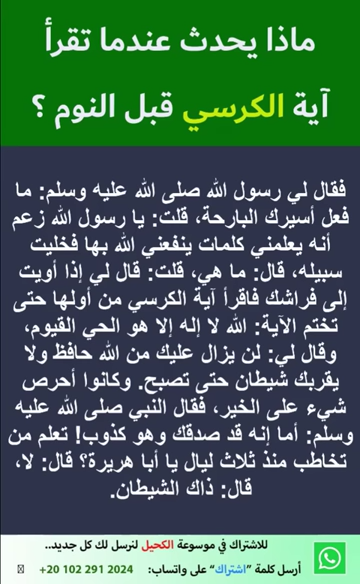 ماذا يحدث عندما تقرأ
آية الكرسي قبل النوم ؟
فقال لي رسول الله صلى الله عليه وسلم: ما
فعل أسيرك البارحة، قلت: يا رسول الله زعم
أنه يعلمني كلمات ينفعني الله بها فخليت
سبيله، قال: ما هي، قلت: قال لي إذا أويت
إلى فراشك فاقرأ آية الكرسي من أولها حتى
تختم الآية: الله لا إله إلا هو الحي القيوم،
وقال لي: لن يزال عليك من الله حافظ ولا
يقربك شيطان حتى تصبح. وكانوا أحرص
شيء على الخير، فقال النبي صلى الله عليه
وسلم: أما إنه قد صدقك وهو كذوب! تعلم من
تخاطب منذ ثلاث ليال يا أبا هريرة؟ قال: لا،
قال: ذاك الشيطان.
للاشتراك في موسوعة الكحيل لنرسل لك كل جديد..
أرسل كلمة “اشتراك” على واتساب: +20 102 291 2024